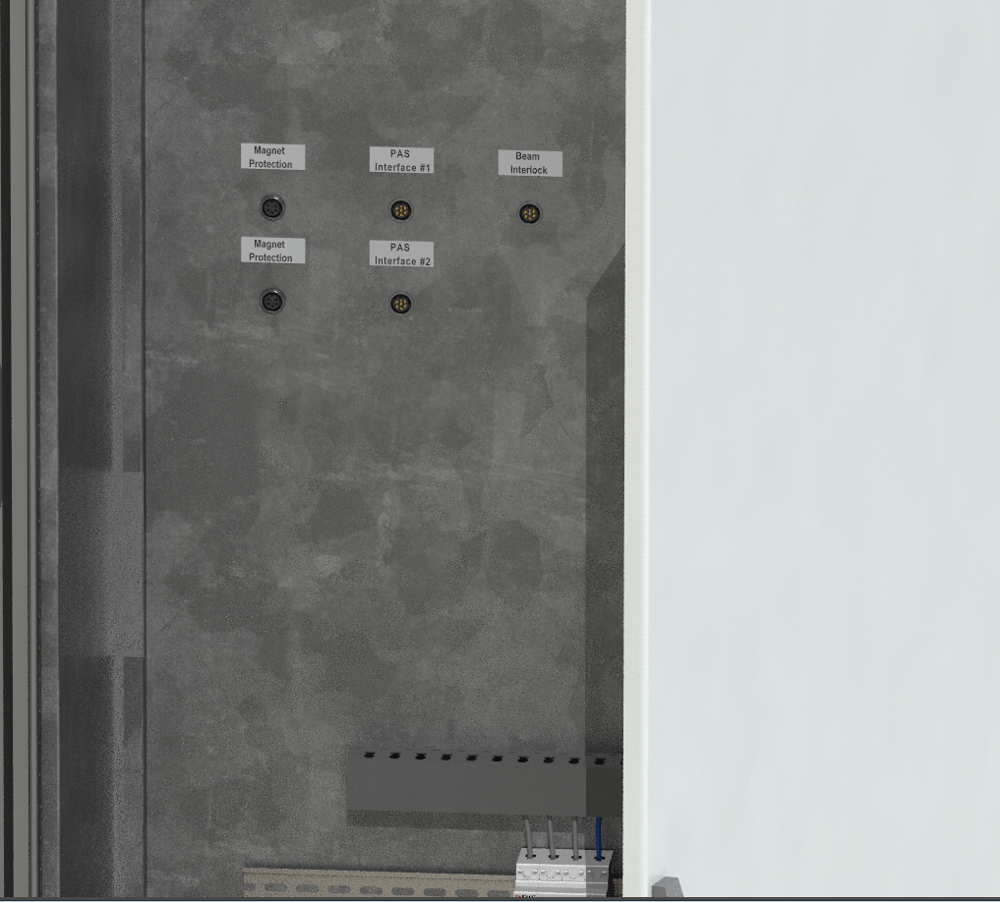 Magnet
Protection
PAS
Interface #1
Beam
Interlock
Magnet
Protection
PAS
Interface #2